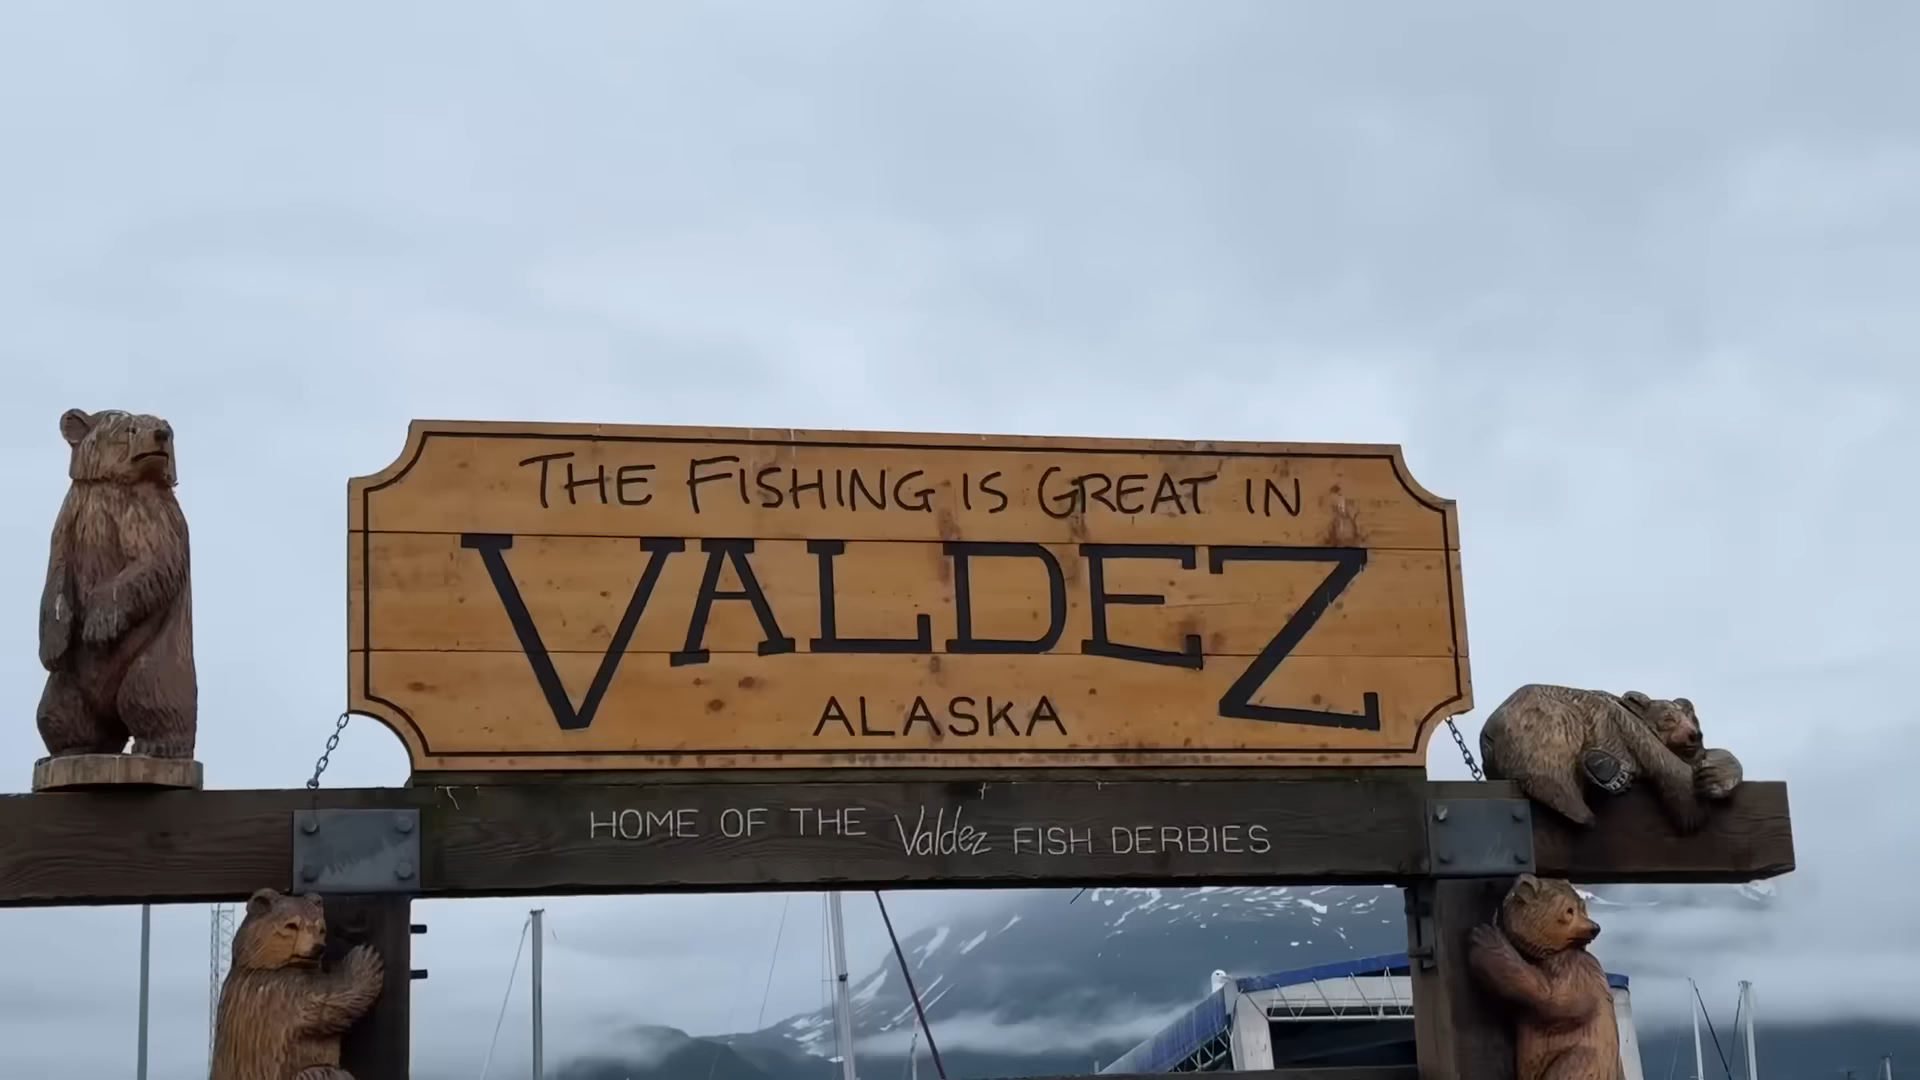 THE FISHING IS GREAT IN
VALDEZ
ALASKA
HOME OF THE Valdez FISH DERBIES